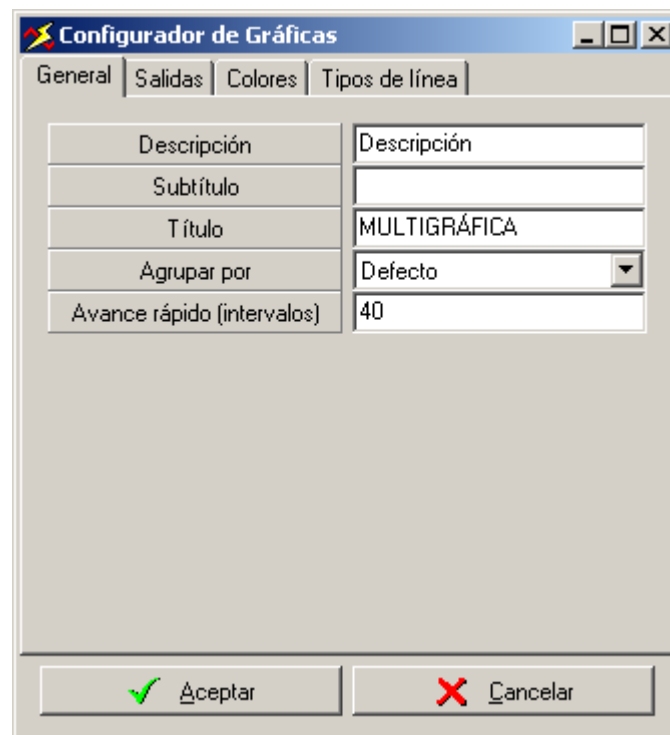 Configurador de Gráficas
General Salidas Colores Tipos de línea
Descripción Descripción
Subtítulo
Título MULTIGRÁFICA
Agrupar por Defecto
Avance rápido (intervalos) 40
Aceptar Cancelar